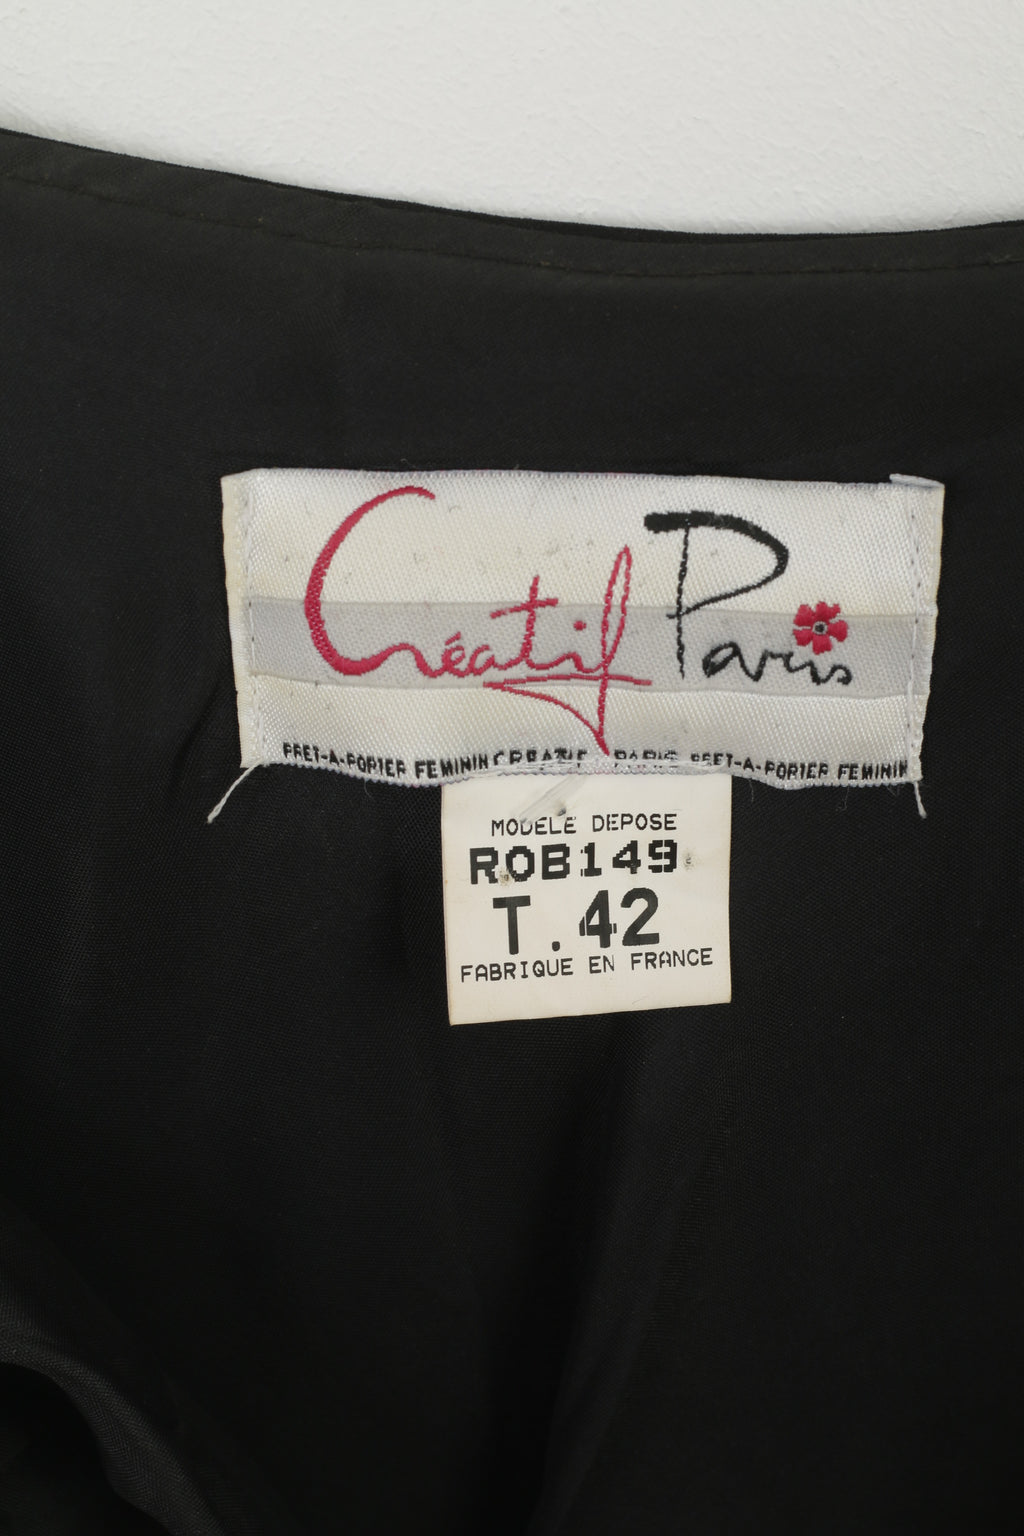 Créatif Paris
PRET-A-PORTER FEMININ CREATIF PARIS PRET-A-PORTER FEMININ
MODELE DEPOSE
ROB149
T.42
FABRIQUE EN FRANCE